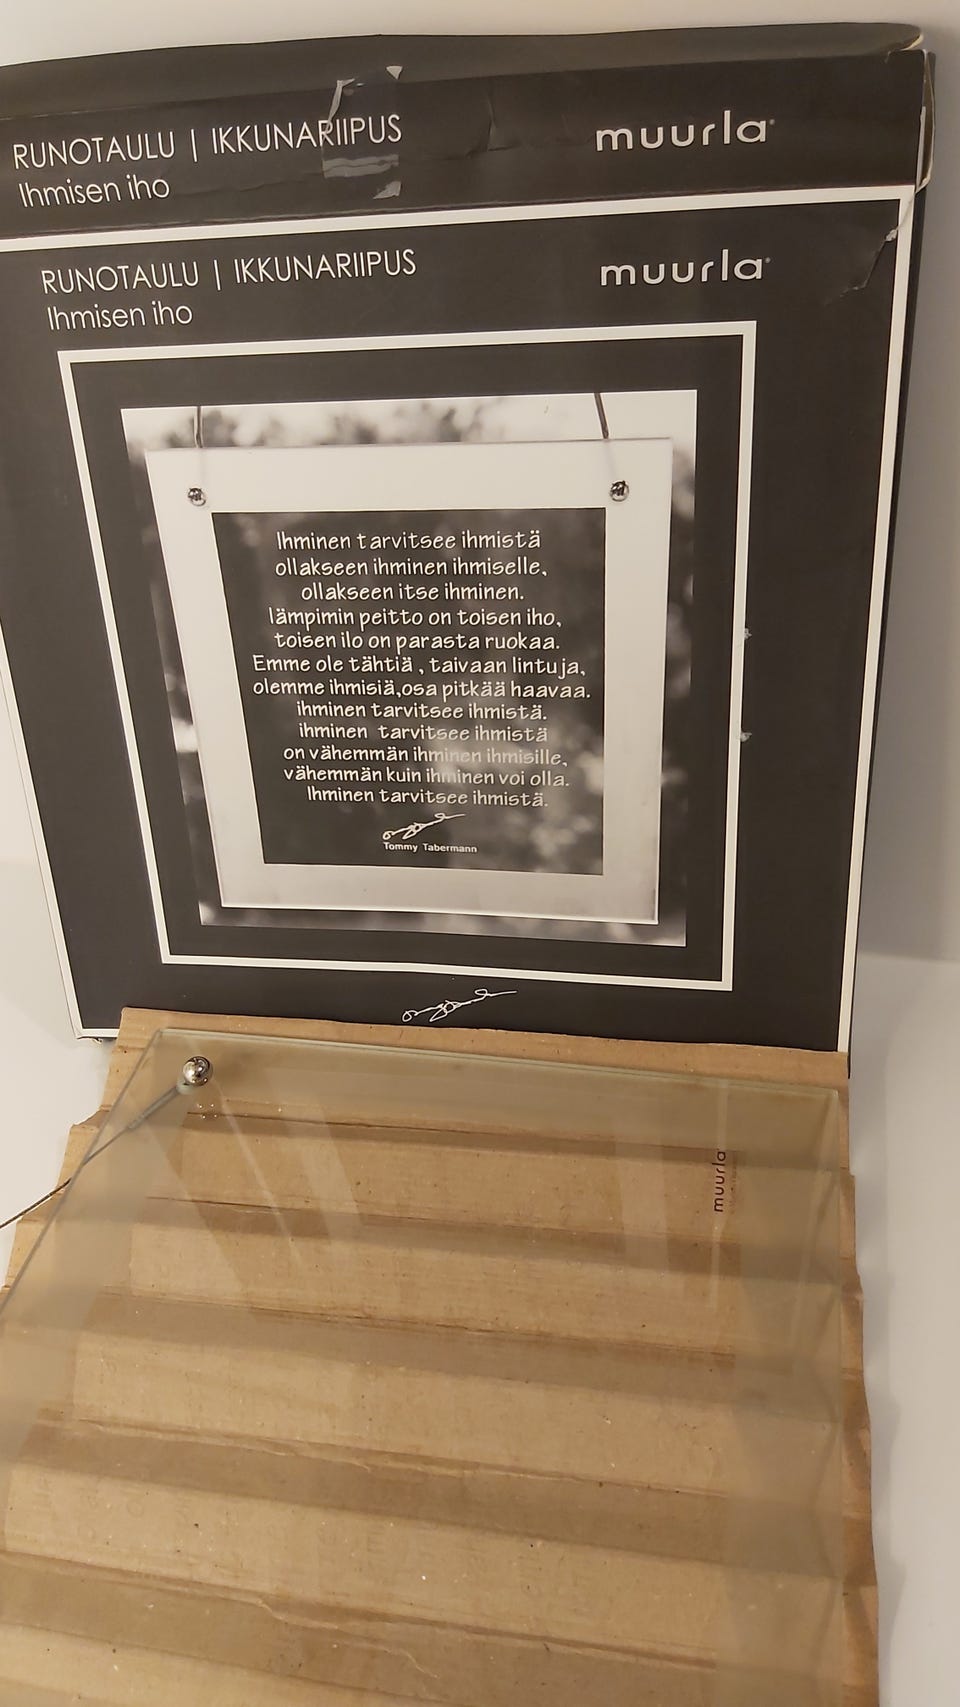 RUNOTAULU | IKKUNARIIPUS muurla
Ihmisen iho
RUNOTAULU | IKKUNARIIPUS muurla
Ihmisen iho
Ihminen tarvitsee ihmistä
ollakseen ihminen ihmiselle,
ollakseen itse ihminen.
lämpimin peitto on toisen iho,
toisen ilo on parasta ruokaa.
Emme ole tähtiä, taivaan lintuja,
olemme ihmisiä,osa pitkää haavaa.
ihminen tarvitsee ihmistä.
ihminen tarvitsee ihmistä
on vähemmän ihminen ihmisille,
vähemmän kuin ihminen voi olla.
Ihminen tarvitsee ihmistä.
Tommy Tabermann
muurla